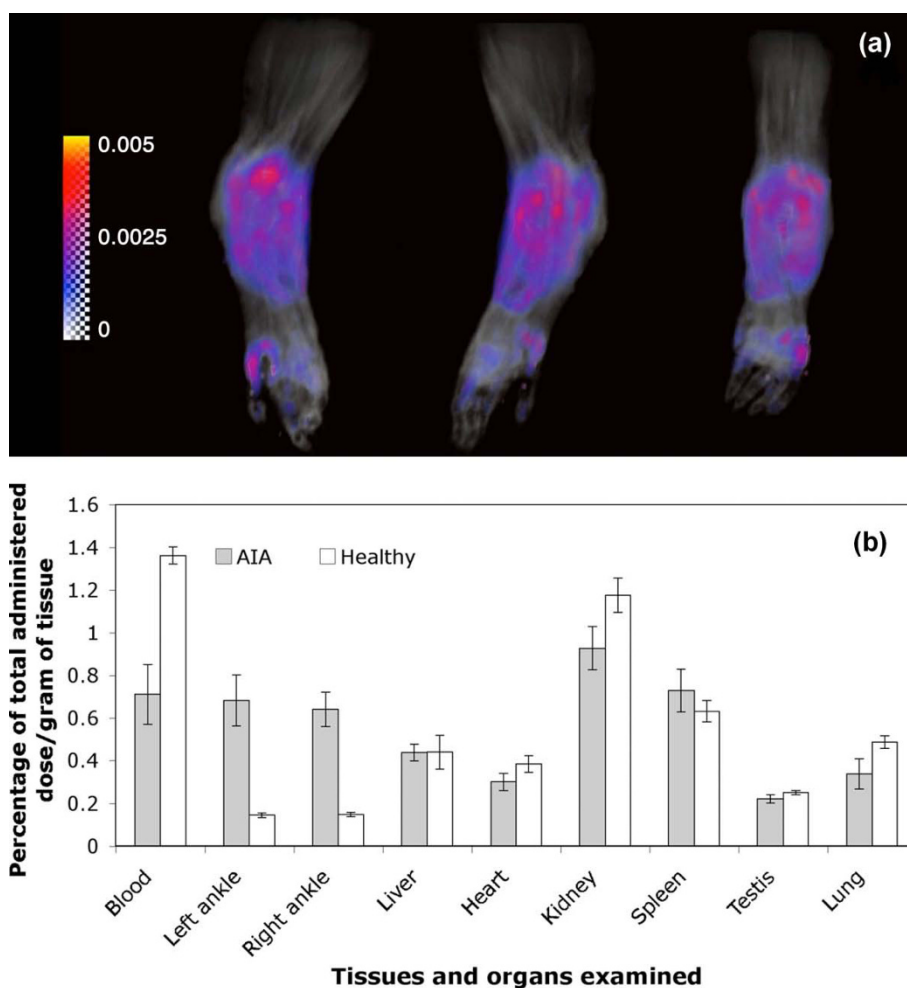 (a)
0.005
0.0025
0
Percentage of total administered
dose/gram of tissue
1.6
1.4
1.2
1
0.8
0.6
0.4
0.2
0
AIA Healthy
(b)
Blood
Left ankle
Right ankle
Liver
Heart
Kidney
Spleen
Testis
Lung
Tissues and organs examined